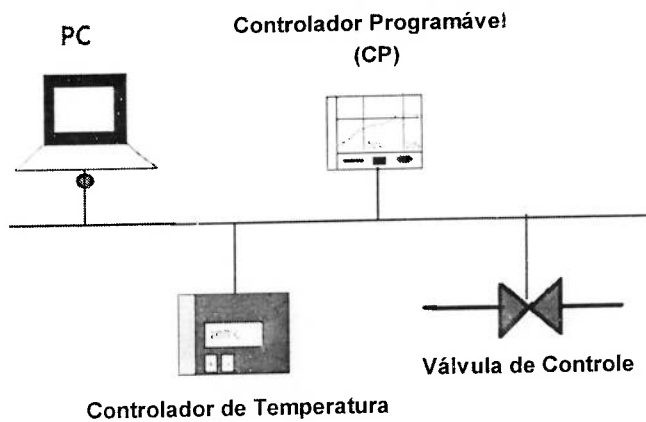 PC
Controlador Programável
(CP)
Controlador de Temperatura
Válvula de Controle